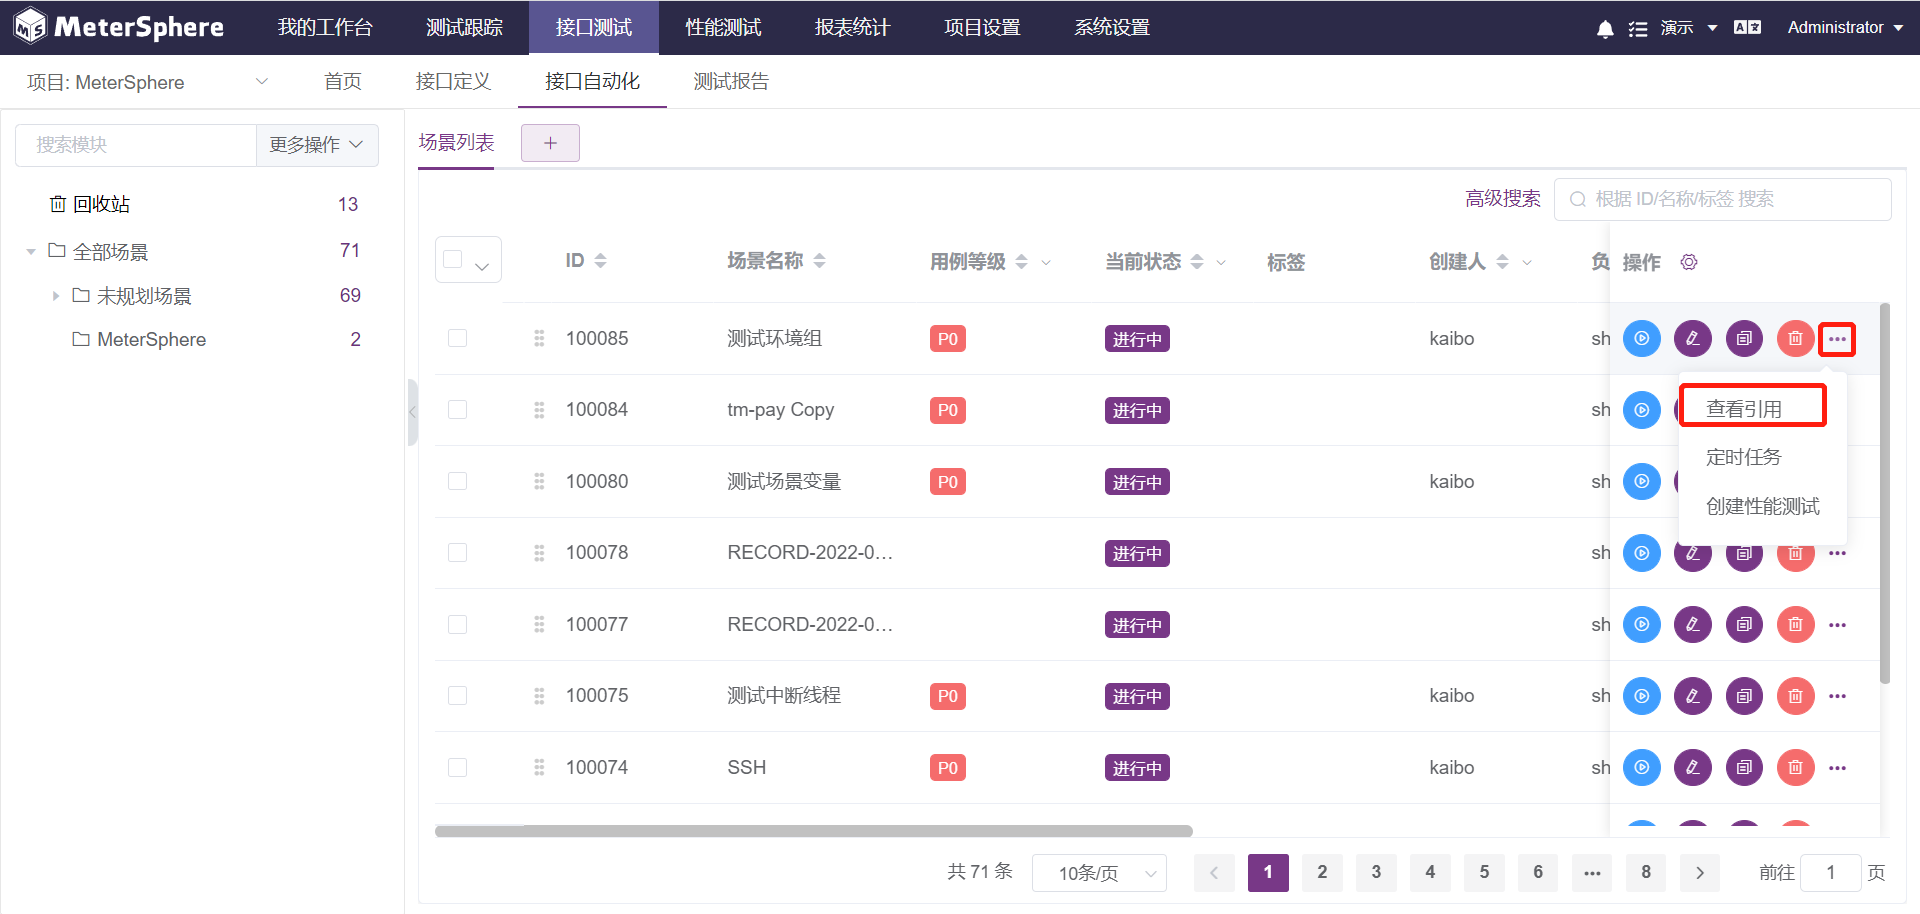 MeterSphere 我的工作台 测试跟踪 接口测试 性能测试 报表统计 项目设置 系统设置 演示 Administrator
项目: MeterSphere 首页 接口定义 接口自动化 测试报告
搜索模块 更多操作
回收站 13
全部场景 71
未规划场景 69
MeterSphere 2
场景列表 +
高级搜索 根据 ID/名称/标签 搜索
ID 场景名称 用例等级 当前状态 标签 创建人 负 操作
100085 测试环境组 P0 进行中 kaibo sh
100084 tm-pay Copy P0 进行中 sh
100080 测试场景变量 P0 进行中 kaibo sh
100078 RECORD-2022-0... 进行中 sh
100077 RECORD-2022-0... 进行中 sh
100075 测试中断线程 P0 进行中 kaibo sh
100074 SSH P0 进行中 kaibo sh
查看引用
定时任务
创建性能测试
共 71 条 10条/页 1 2 3 4 5 6 ... 8 前往 1 页